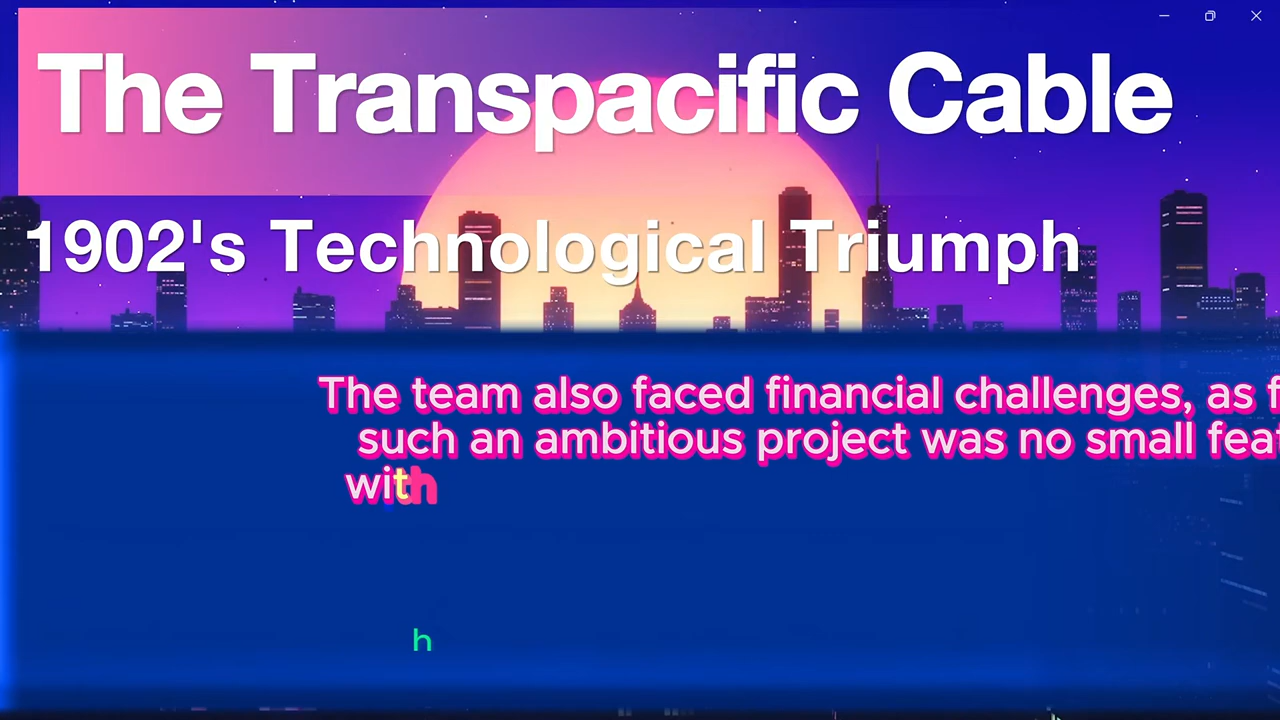 The Transpacific Cable
1902's Technological Triumph
The team also faced financial challenges, as f
such an ambitious project was no small feat
with
h